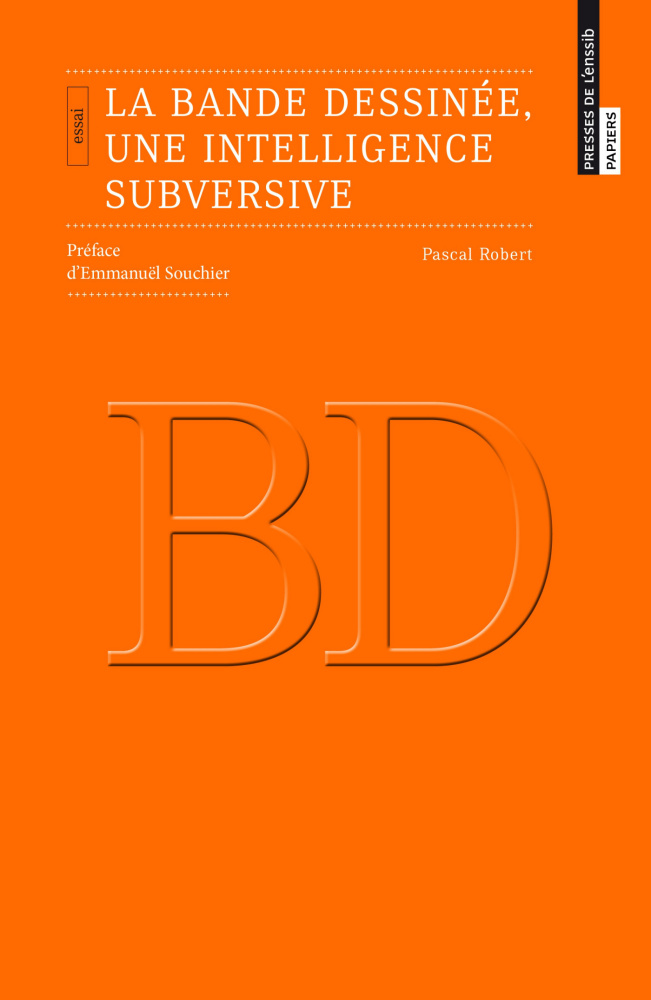 PRESSES DE L'enssib
PAPIERS
essai
LA BANDE DESSINÉE,
UNE INTELLIGENCE
SUBVERSIVE
Préface
d'Emmanuël Souchier
Pascal Robert
BD